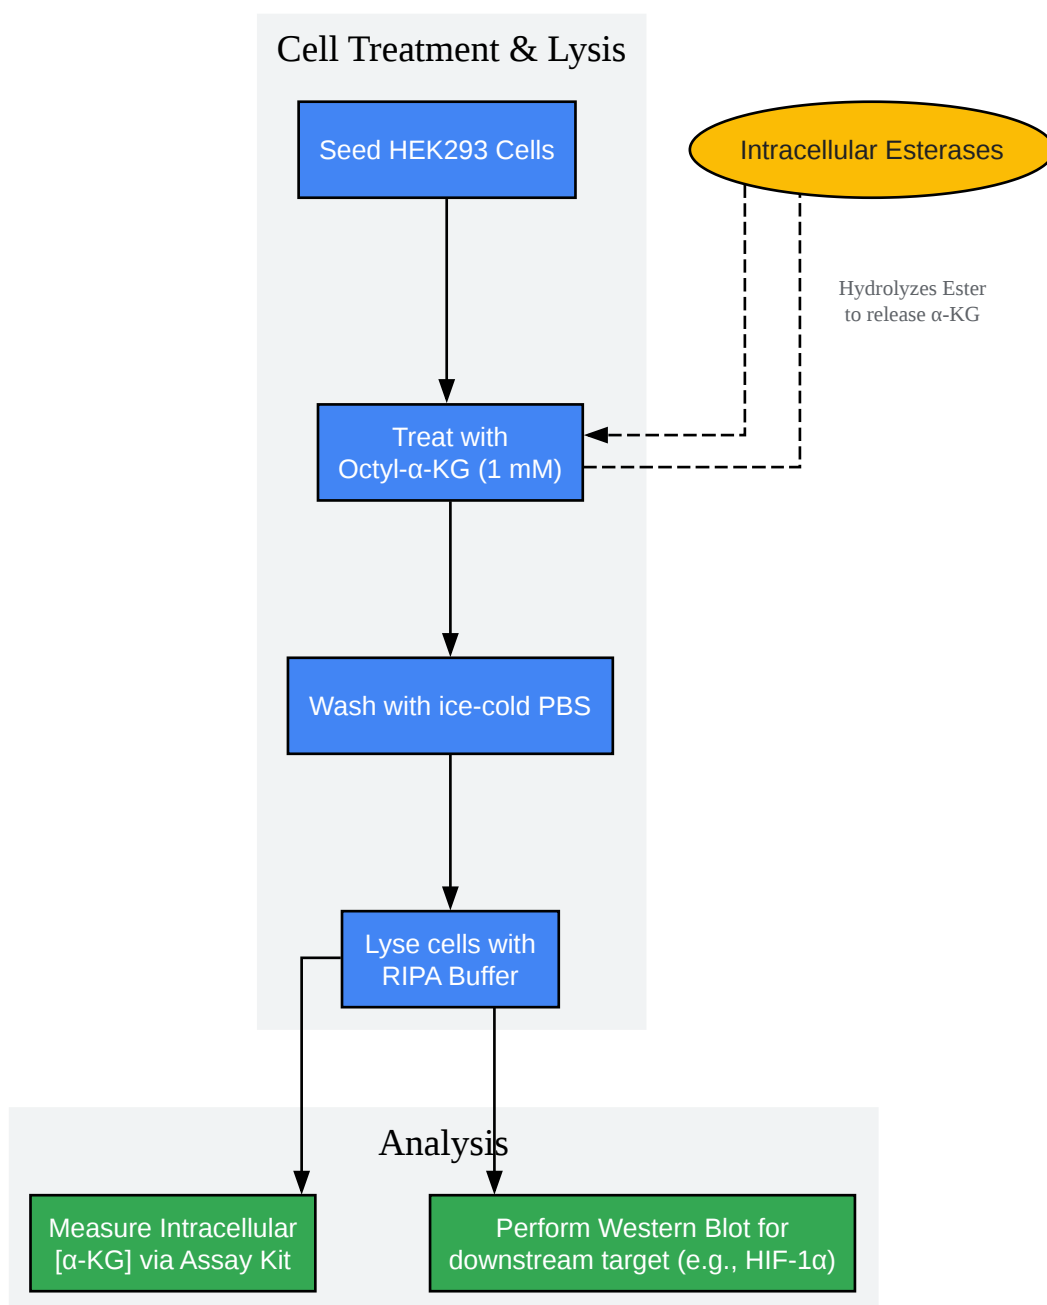 Cell Treatment & Lysis
Seed HEK293 Cells
Intracellular Esterases
Hydrolyzes Ester
to release α-KG
Treat with
Octyl-α-KG (1 mM)
Wash with ice-cold PBS
Lyse cells with
RIPA Buffer
Analysis
Measure Intracellular
[α-KG] via Assay Kit
Perform Western Blot for
downstream target (e.g., HIF-1α)